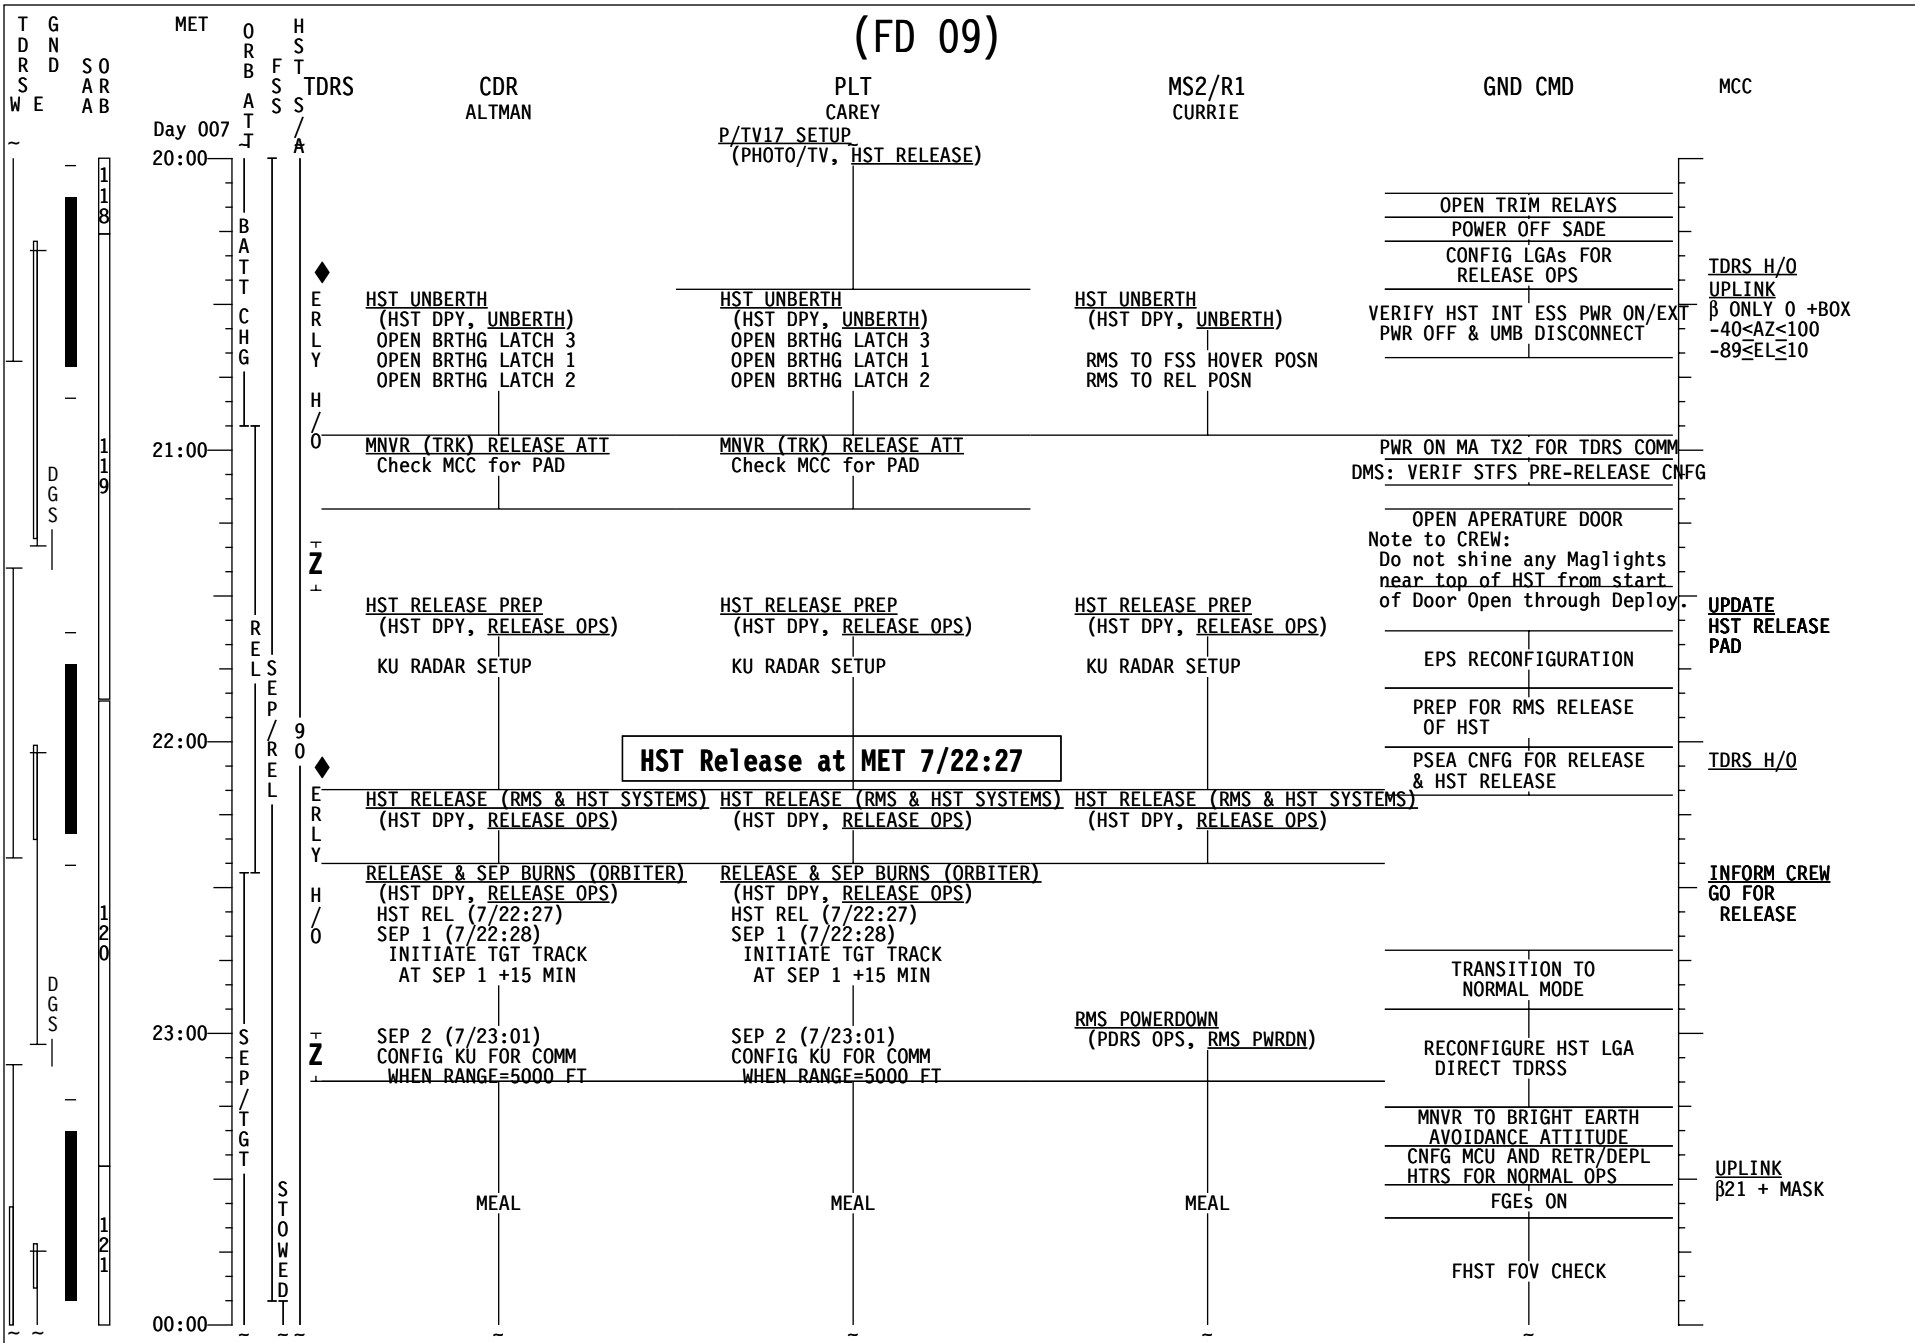 (FD 09)
TDRS
W E
GND
SAA
ORB
MET
ORB ATT
FSS
HST S/A
TDRS
CDR
ALTMAN
PLT
CAREY
MS2/R1
CURRIE
GND CMD
MCC
Day 007
20:00
21:00
22:00
23:00
00:00
118
119
120
121
DGS
DGS
BATT CHG
REL
SEP/TGT
SEP/REL
STOWED
90
ERLY H/O
Z
ERLY H/O
Z
HST UNBERTH
(HST DPY, UNBERTH)
OPEN BRTHG LATCH 3
OPEN BRTHG LATCH 1
OPEN BRTHG LATCH 2
MNVR (TRK) RELEASE ATT
Check MCC for PAD
HST RELEASE PREP
(HST DPY, RELEASE OPS)
KU RADAR SETUP
HST RELEASE (RMS & HST SYSTEMS)
(HST DPY, RELEASE OPS)
RELEASE & SEP BURNS (ORBITER)
(HST DPY, RELEASE OPS)
HST REL (7/22:27)
SEP 1 (7/22:28)
INITIATE TGT TRACK
AT SEP 1 +15 MIN
SEP 2 (7/23:01)
CONFIG KU FOR COMM
WHEN RANGE=5000 FT
MEAL
P/TV17 SETUP
(PHOTO/TV, HST RELEASE)
HST UNBERTH
(HST DPY, UNBERTH)
OPEN BRTHG LATCH 3
OPEN BRTHG LATCH 1
OPEN BRTHG LATCH 2
MNVR (TRK) RELEASE ATT
Check MCC for PAD
HST RELEASE PREP
(HST DPY, RELEASE OPS)
KU RADAR SETUP
HST Release at MET 7/22:27
HST RELEASE (RMS & HST SYSTEMS)
(HST DPY, RELEASE OPS)
RELEASE & SEP BURNS (ORBITER)
(HST DPY, RELEASE OPS)
HST REL (7/22:27)
SEP 1 (7/22:28)
INITIATE TGT TRACK
AT SEP 1 +15 MIN
SEP 2 (7/23:01)
CONFIG KU FOR COMM
WHEN RANGE=5000 FT
MEAL
HST UNBERTH
(HST DPY, UNBERTH)
RMS TO FSS HOVER POSN
RMS TO REL POSN
HST RELEASE PREP
(HST DPY, RELEASE OPS)
KU RADAR SETUP
HST RELEASE (RMS & HST SYSTEMS)
(HST DPY, RELEASE OPS)
RMS POWERDOWN
(PDRS OPS, RMS PWRDN)
MEAL
OPEN TRIM RELAYS
POWER OFF SADE
CONFIG LGAs FOR
RELEASE OPS
VERIFY HST INT ESS PWR ON/EXT
PWR OFF & UMB DISCONNECT
PWR ON MA TX2 FOR TDRS COMM
DMS: VERIF STFS PRE-RELEASE CNFG
OPEN APERATURE DOOR
Note to CREW:
Do not shine any Maglights
near top of HST from start
of Door Open through Deploy.
EPS RECONFIGURATION
PREP FOR RMS RELEASE
OF HST
PSEA CNFG FOR RELEASE
& HST RELEASE
TRANSITION TO
NORMAL MODE
RECONFIGURE HST LGA
DIRECT TDRSS
MNVR TO BRIGHT EARTH
AVOIDANCE ATTITUDE
CNFG MCU AND RETR/DEPL
HTRS FOR NORMAL OPS
FGEs ON
FHST FOV CHECK
TDRS H/O
UPLINK
β ONLY 0 +BOX
-40≤AZ≤100
-89≤EL≤10
UPDATE
HST RELEASE
PAD
TDRS H/O
INFORM CREW
GO FOR
RELEASE
UPLINK
β21 + MASK